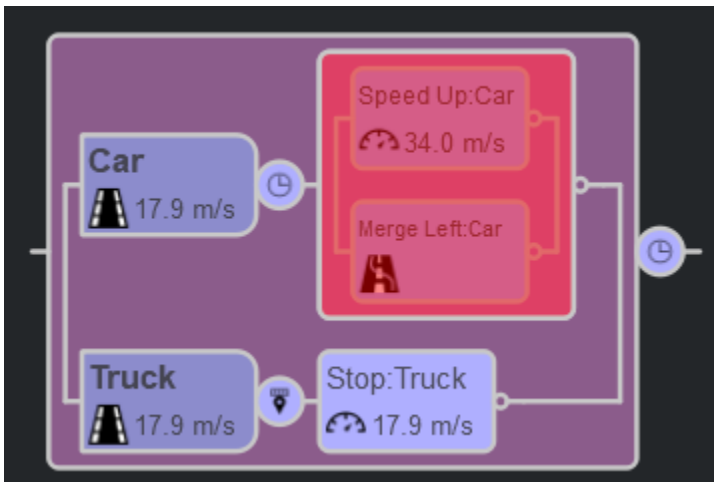 Car
17.9 m/s
Speed Up:Car
34.0 m/s
Merge Left:Car
Truck
17.9 m/s
Stop:Truck
17.9 m/s